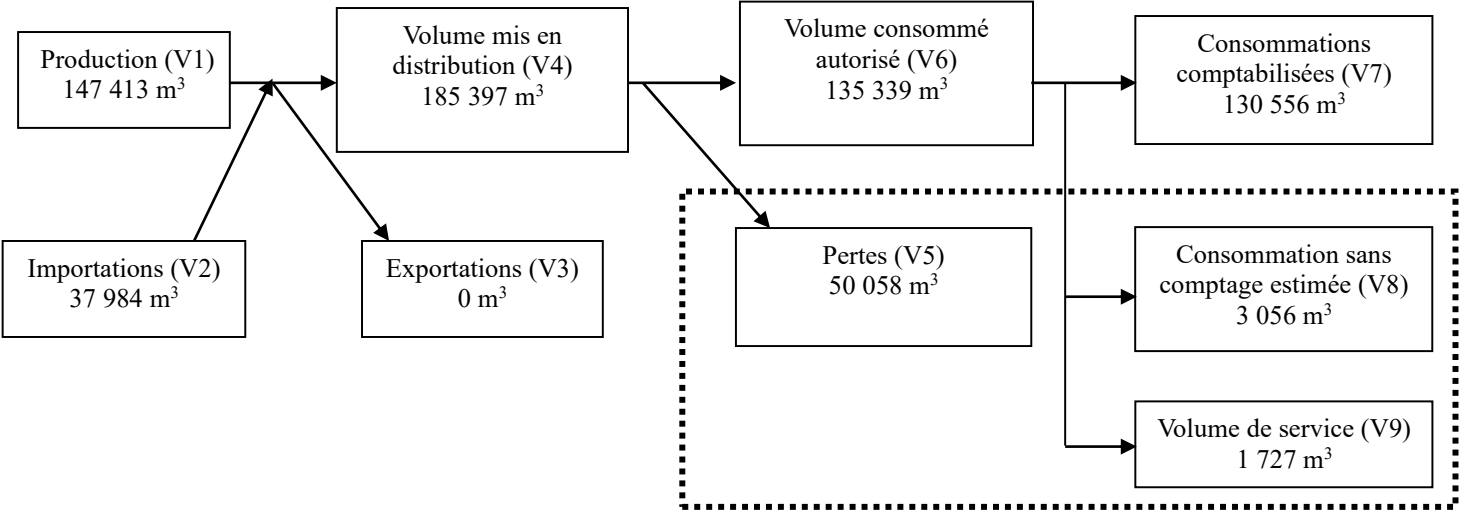 Production (V1)
147 413 m³
Volume mis en
distribution (V4)
185 397 m³
Volume consommé
autorisé (V6)
135 339 m³
Consommations
comptabilisées (V7)
130 556 m³
Importations (V2)
37 984 m³
Exportations (V3)
0 m³
Pertes (V5)
50 058 m³
Consommation sans
comptage estimée (V8)
3 056 m³
Volume de service (V9)
1 727 m³